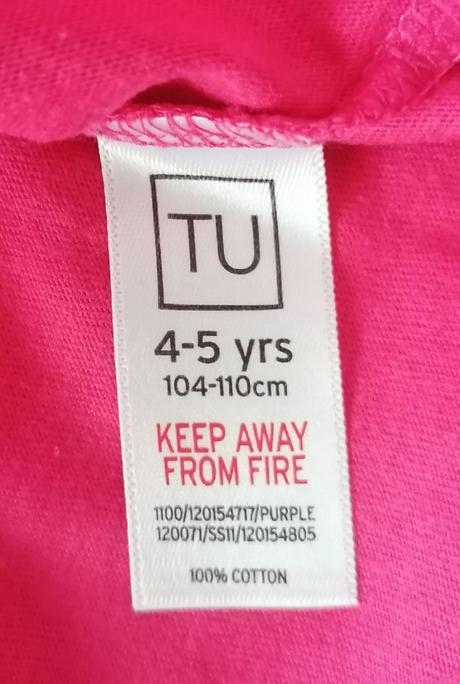 TU
4-5 yrs
104-110cm
KEEP AWAY
FROM FIRE
1100/120154717/PURPLE
120071/SS11/120154805
100% COTTON